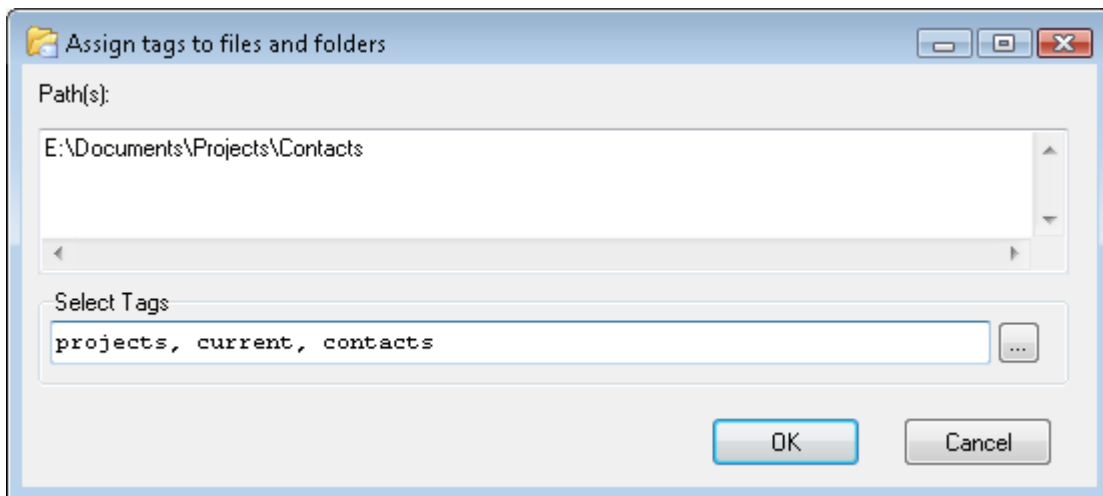 Assign tags to files and folders
Path(s):
E:\Documents\Projects\Contacts
Select Tags
projects, current, contacts
...
OK Cancel